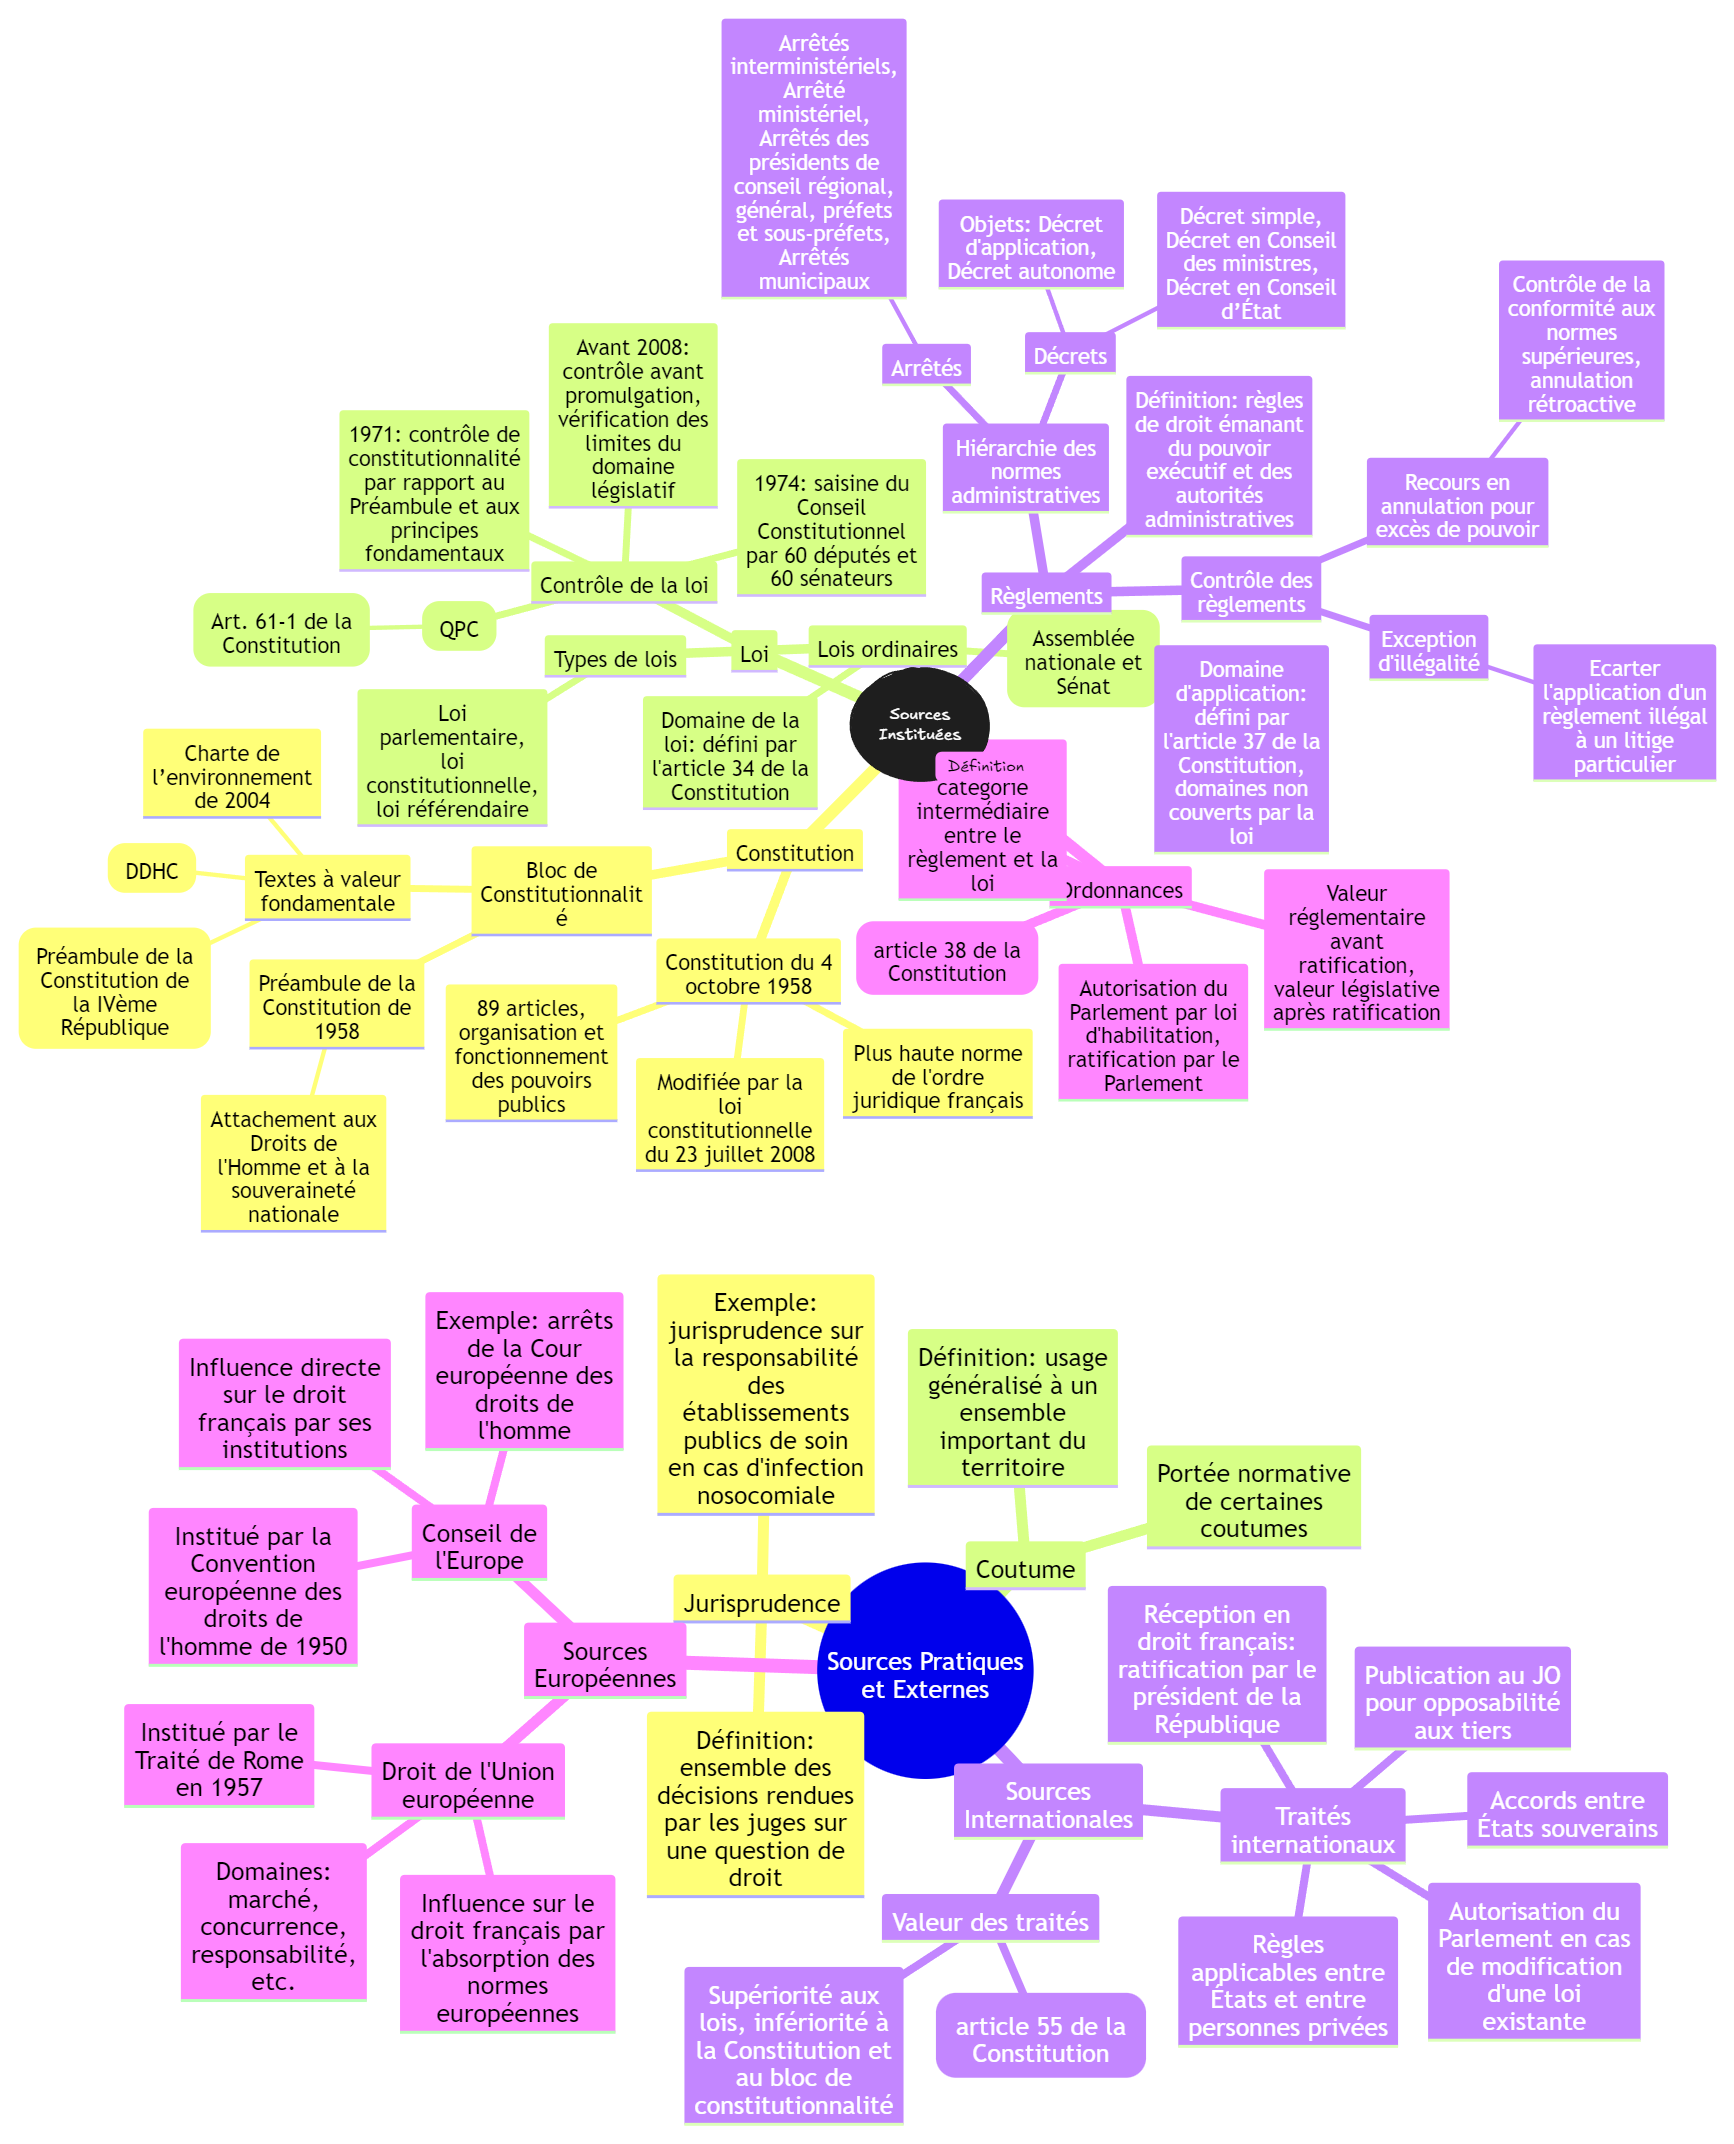 Arrêtés
interministériels,
Arrêté
ministériel,
Arrêtés des
présidents de
conseil régional,
général, préfets
et sous-préfets,
Arrêtés
municipaux
Objets: Décret
d'application,
Décret autonome
Décret simple,
Décret en Conseil
des ministres,
Décret en Conseil
d’État
Contrôle de la
conformité aux
normes
supérieures,
annulation
rétroactive
Arrêtés
Décrets
Avant 2008:
contrôle avant
promulgation,
vérification des
limites du
domaine
législatif
1971: contrôle de
constitutionnalité
par rapport au
Préambule et aux
principes
fondamentaux
1974: saisine du
Conseil
Constitutionnel
par 60 députés et
60 sénateurs
Hiérarchie des
normes
administratives
Définition: règles
de droit émanant
du pouvoir
exécutif et des
autorités
administratives
Recours en
annulation pour
excès de pouvoir
Contrôle de la loi
Règlements
Contrôle des
règlements
Art. 61-1 de la
Constitution
QPC
Types de lois
Loi
Lois ordinaires
Assemblée
nationale et
Sénat
Exception
d'illégalité
Ecarter
l'application d'un
règlement illégal
à un litige
particulier
Domaine
d'application:
défini par
l'article 37 de la
Constitution,
domaines non
couverts par la
loi
Loi
parlementaire,
loi
constitutionnelle,
loi référendaire
Domaine de la
loi: défini par
l'article 34 de la
Constitution
Sources
Instituées
Définition
categorie
intermédiaire
entre le
règlement et la
loi
Charte de
l’environnement
de 2004
DDHC
Textes à valeur
fondamentale
Bloc de
Constitutionnalit
é
Constitution
Ordonnances
Préambule de la
Constitution de
la IVème
République
Préambule de la
Constitution de
1958
Constitution du 4
octobre 1958
article 38 de la
Constitution
Autorisation du
Parlement par loi
d'habilitation,
ratification par le
Parlement
Valeur
réglementaire
avant
ratification,
valeur législative
après ratification
89 articles,
organisation et
fonctionnement
des pouvoirs
publics
Modifiée par la
loi
constitutionnelle
du 23 juillet 2008
Plus haute norme
de l'ordre
juridique français
Attachement aux
Droits de
l'Homme et à la
souveraineté
nationale
Exemple:
jurisprudence sur
la responsabilité
des
établissements
publics de soin
en cas d'infection
nosocomiale
Exemple: arrêts
de la Cour
européenne des
droits de
l'homme
Influence directe
sur le droit
français par ses
institutions
Définition: usage
généralisé à un
ensemble
important du
territoire
Portée normative
de certaines
coutumes
Institué par la
Convention
européenne des
droits de
l'homme de 1950
Conseil de
l'Europe
Coutume
Jurisprudence
Sources
Européennes
Sources Pratiques
et Externes
Réception en
droit français:
ratification par le
président de la
République
Publication au JO
pour opposabilité
aux tiers
Institué par le
Traité de Rome
en 1957
Droit de l'Union
européenne
Définition:
ensemble des
décisions rendues
par les juges sur
une question de
droit
Sources
Internationales
Traités
internationaux
Accords entre
États souverains
Domaines:
marché,
concurrence,
responsabilité,
etc.
Influence sur le
droit français par
l'absorption des
normes
européennes
Valeur des traités
Règles
applicables entre
États et entre
personnes privées
Autorisation du
Parlement en cas
de modification
d'une loi
existante
Supériorité aux
lois, infériorité à
la Constitution et
au bloc de
constitutionnalité
article 55 de la
Constitution